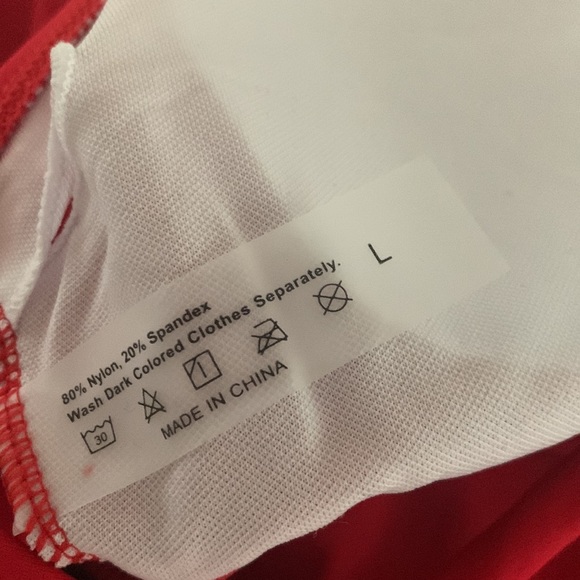 L
80% Nylon, 20% Spandex
Wash Dark Colored Clothes Separately.
30
MADE IN CHINA